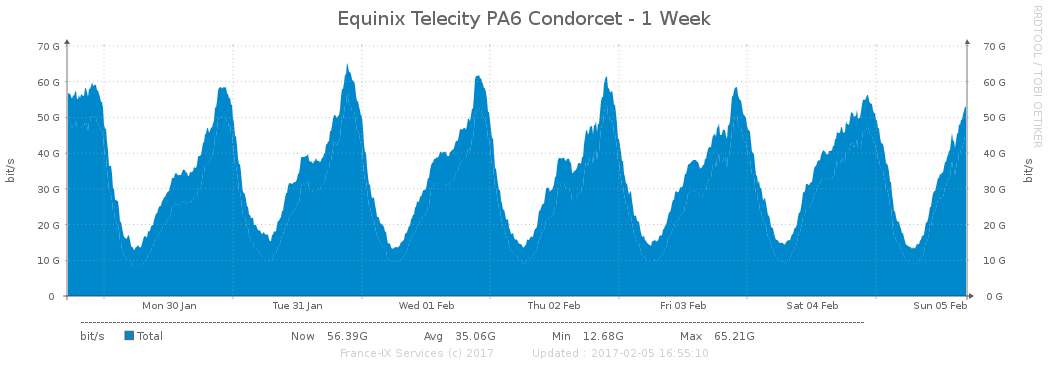 Equinix Telecity PA6 Condorcet - 1 Week
RRDTOOL / TOBI OETIKER
bit/s
70 G
60 G
50 G
40 G
30 G
20 G
10 G
0
70 G
60 G
50 G
40 G
30 G
20 G
10 G
0 G
bit/s
Mon 30 Jan Tue 31 Jan Wed 01 Feb Thu 02 Feb Fri 03 Feb Sat 04 Feb Sun 05 Feb
bit/s Total Now 56.39G Avg 35.06G Min 12.68G Max 65.21G
France-IX Services (c) 2017 Updated : 2017-02-05 16:55:10